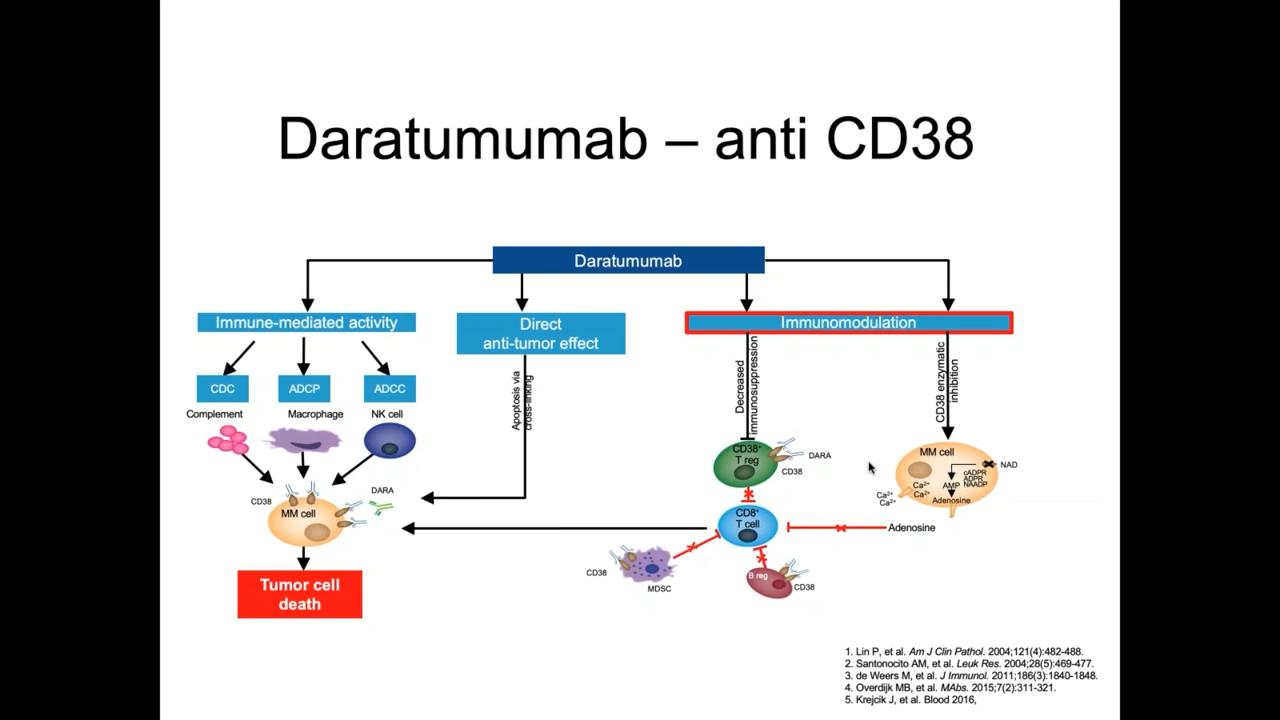 Daratumumab – anti CD38
Daratumumab
Immune-mediated activity
Direct
anti-tumor effect
Immunomodulation
CDC
ADCP
ADCC
Complement
Macrophage
NK cell
Apoptosis via
cross-linking
Decreased
immunosuppression
CD38 enzymatic
inhibition
CD38
MM cell
DARA
Tumor cell
death
CD38⁺
T reg
DARA
CD38
CD8⁺
T cell
CD38
MDSC
B reg
CD38
MM cell
NAD
cADPR
ADPR
NAADP
AMP
Adenosine
Ca²⁺
Ca²⁺
Ca²⁺
Ca²⁺
Adenosine
1. Lin P, et al. Am J Clin Pathol. 2004;121(4):482-488.
2. Santonocito AM, et al. Leuk Res. 2004;28(5):469-477.
3. de Weers M, et al. J Immunol. 2011;186(3):1840-1848.
4. Overdijk MB, et al. MAbs. 2015;7(2):311-321.
5. Krejcik J, et al. Blood 2016,